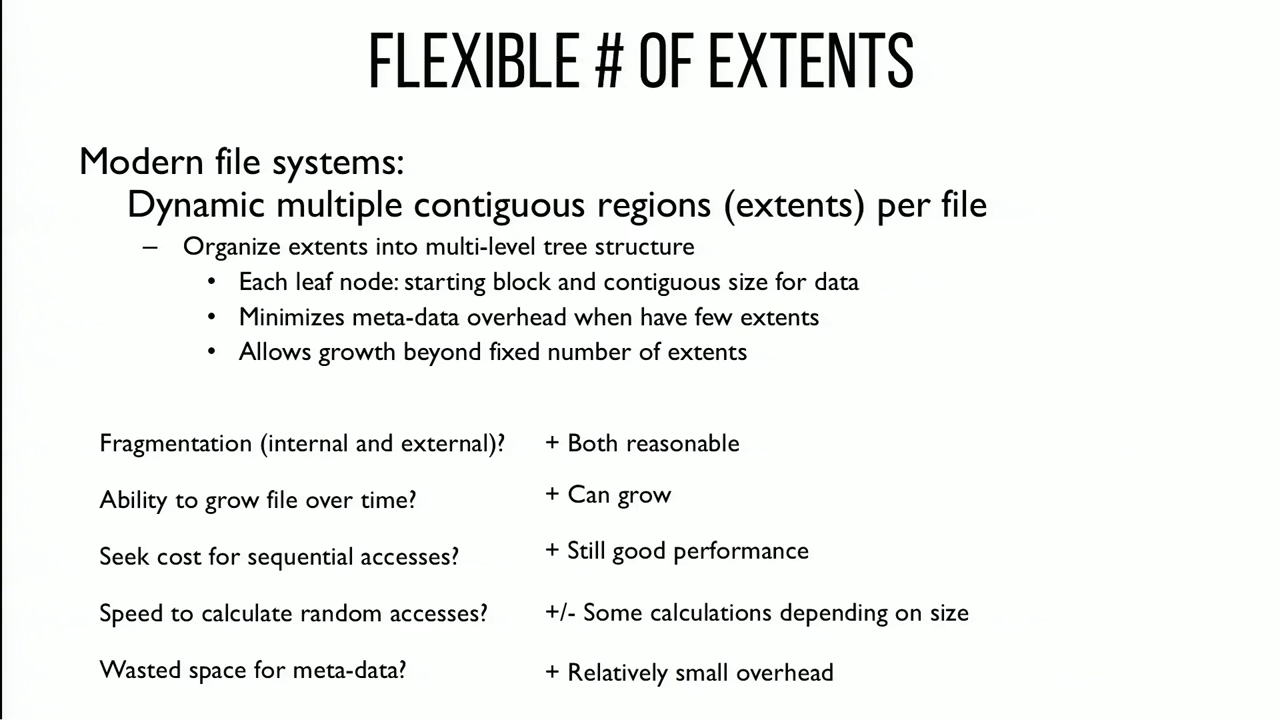 FLEXIBLE # OF EXTENTS
Modern file systems:
Dynamic multiple contiguous regions (extents) per file
– Organize extents into multi-level tree structure
• Each leaf node: starting block and contiguous size for data
• Minimizes meta-data overhead when have few extents
• Allows growth beyond fixed number of extents
Fragmentation (internal and external)? + Both reasonable
Ability to grow file over time? + Can grow
Seek cost for sequential accesses? + Still good performance
Speed to calculate random accesses? +/- Some calculations depending on size
Wasted space for meta-data? + Relatively small overhead